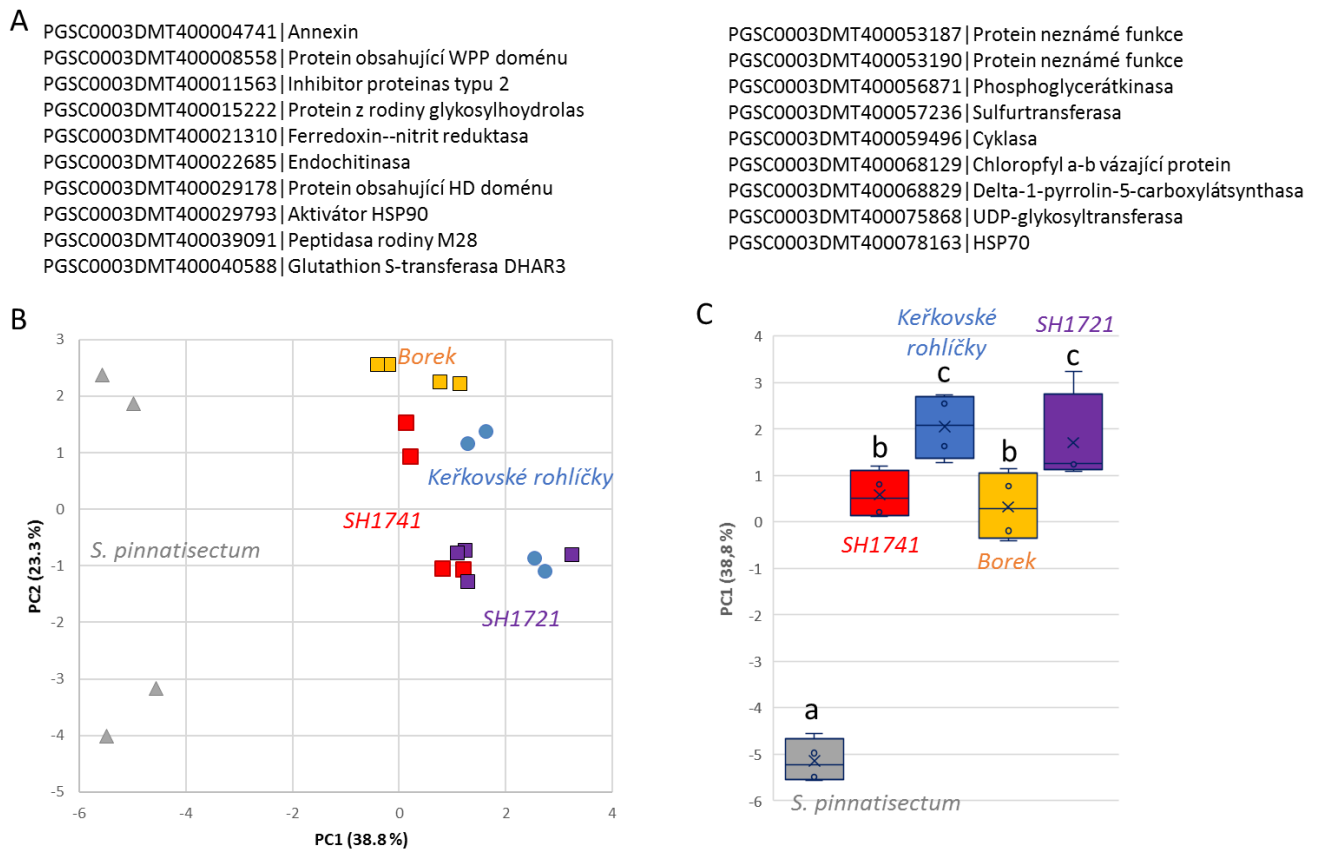 A
PGSC0003DMT400004741|Annexin
PGSC0003DMT400008558|Protein obsahující WPP doménu
PGSC0003DMT400011563|Inhibitor proteinas typu 2
PGSC0003DMT400015222|Protein z rodiny glykosylhoydrolas
PGSC0003DMT400021310|Ferredoxin--nitrit reduktasa
PGSC0003DMT400022685|Endochitinasa
PGSC0003DMT400029178|Protein obsahující HD doménu
PGSC0003DMT400029793|Aktivátor HSP90
PGSC0003DMT400039091|Peptidasa rodiny M28
PGSC0003DMT400040588|Glutathion S-transferasa DHAR3
PGSC0003DMT400053187|Protein neznámé funkce
PGSC0003DMT400053190|Protein neznámé funkce
PGSC0003DMT400056871|Phosphoglycerátkinasa
PGSC0003DMT400057236|Sulfurtransferasa
PGSC0003DMT400059496|Cyklasa
PGSC0003DMT400068129|Chloropfyl a-b vázající protein
PGSC0003DMT400068829|Delta-1-pyrrolin-5-carboxylátsynthasa
PGSC0003DMT400075868|UDP-glykosyltransferasa
PGSC0003DMT400078163|HSP70
B
3
2
1
0
-1
-2
-3
-4
-5
PC2 (23.3%)
Borek
Keřkovské rohlíčky
SH1741
S. pinnatisectum
SH1721
-6
-4
-2
0
2
4
PC1 (38.8%)
C
4
3
2
1
0
-1
-2
-3
-4
-5
-6
PC1 (38,8%)
Keřkovské
rohlíčky
SH1721
c
c
b
b
SH1741
Borek
a
S. pinnatisectum